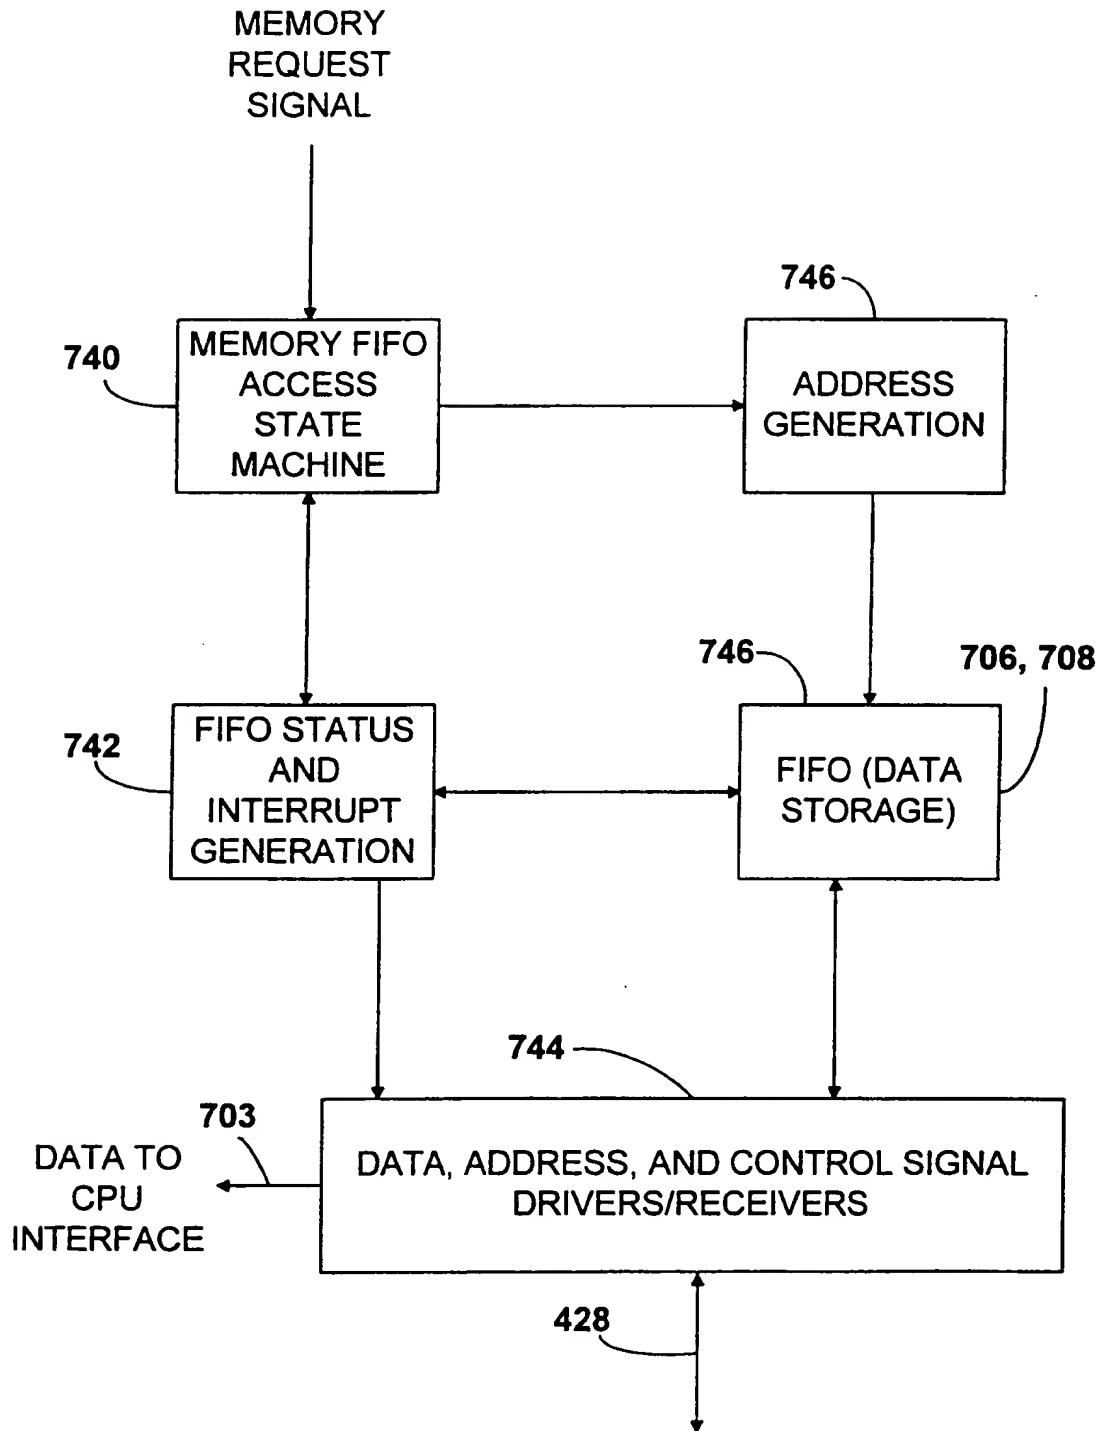 MEMORY
REQUEST
SIGNAL
746
740
MEMORY FIFO
ACCESS
STATE
MACHINE
ADDRESS
GENERATION
746
706, 708
742
FIFO STATUS
AND
INTERRUPT
GENERATION
FIFO (DATA
STORAGE)
744
703
DATA TO
CPU
INTERFACE
DATA, ADDRESS, AND CONTROL SIGNAL
DRIVERS/RECEIVERS
428